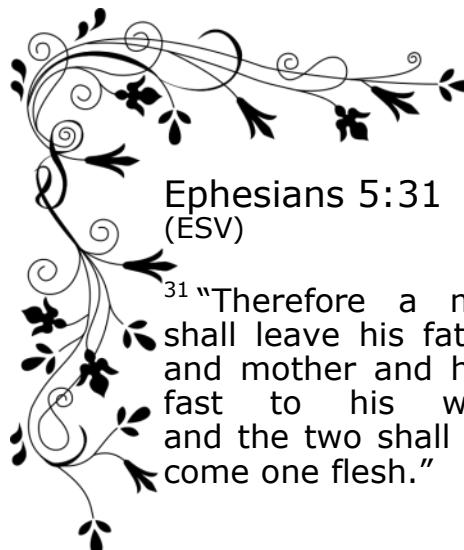 Ephesians 5:31
(ESV)
31 “Therefore a m
shall leave his fat
and mother and h
fast to his w
and the two shall
come one flesh.”